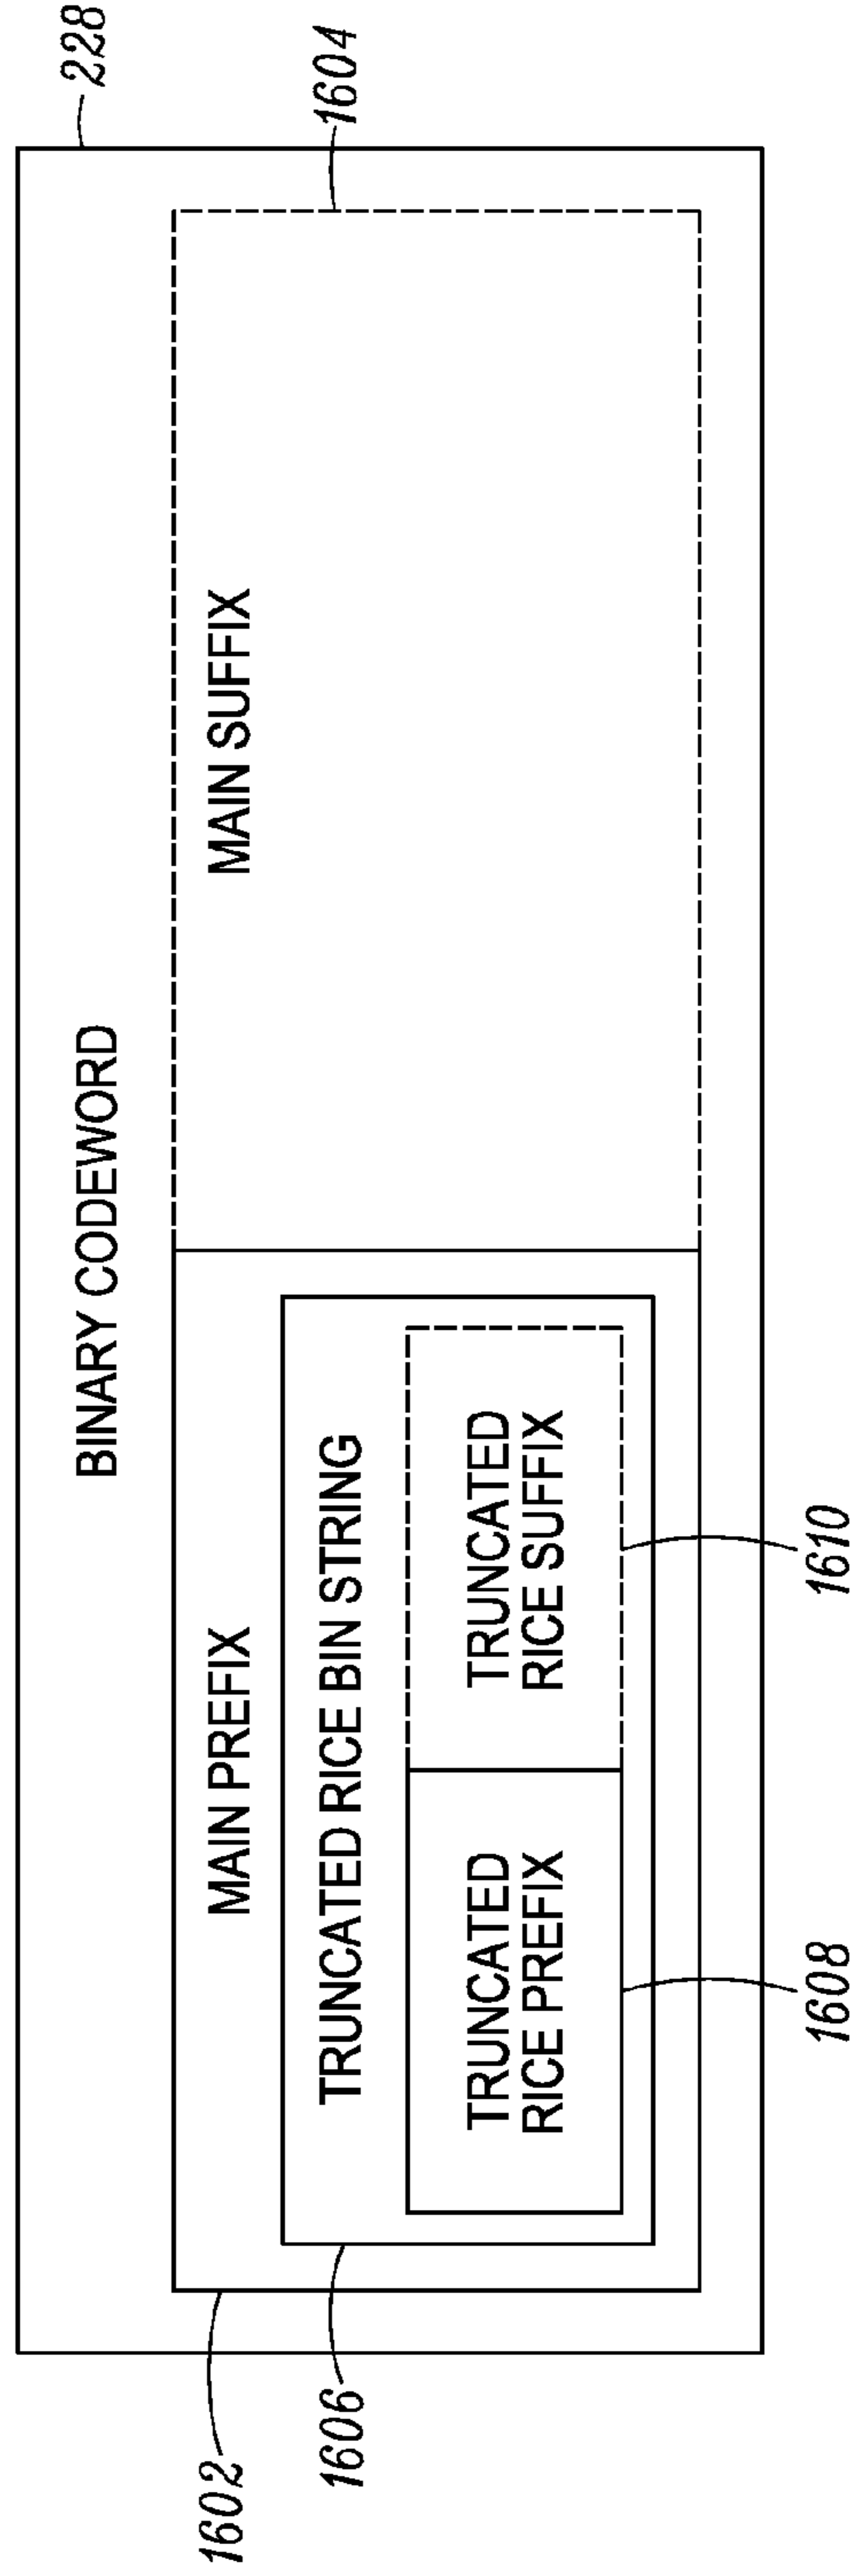 228
BINARY CODEWORD
1604
MAIN PREFIX
MAIN SUFFIX
1602
TRUNCATED RICE BIN STRING
1606
TRUNCATED
RICE PREFIX
TRUNCATED
RICE SUFFIX
1608
1610